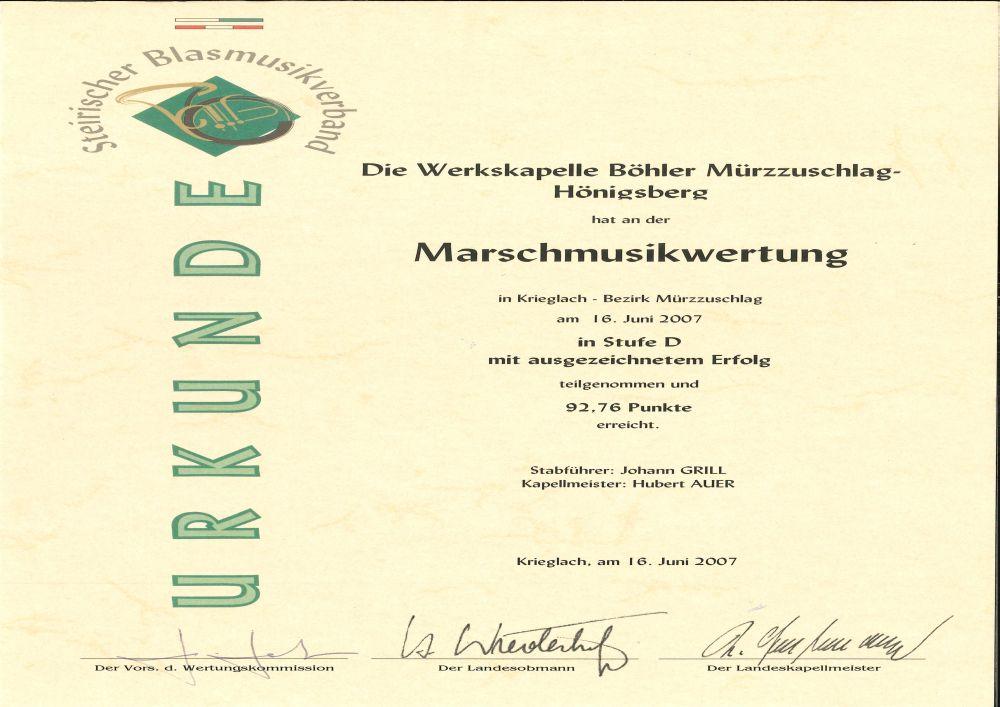 Steirischer Blasmusikverband
URKUNDE
Die Werkskapelle Böhler Mürzzuschlag-
Hönigsberg
hat an der
Marschmusikwertung
in Krieglach - Bezirk Mürzzuschlag
am 16. Juni 2007
in Stufe D
mit ausgezeichnetem Erfolg
teilgenommen und
92,76 Punkte
erreicht.
Stabführer: Johann GRILL
Kapellmeister: Hubert AUER
Krieglach, am 16. Juni 2007
Der Vors. d. Wertungskommission
Der Landesobmann
Der Landeskapellmeister